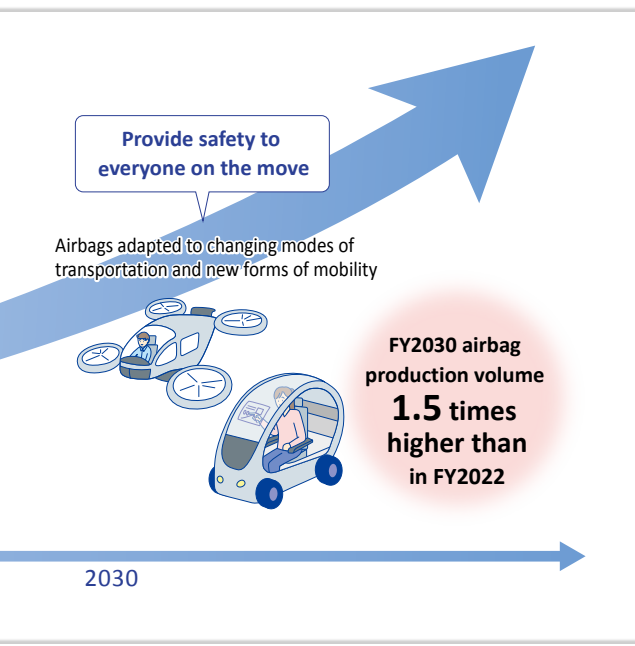 Provide safety to
everyone on the move
Airbags adapted to changing modes of
transportation and new forms of mobility
FY2030 airbag
production volume
1.5 times
higher than
in FY2022
2030